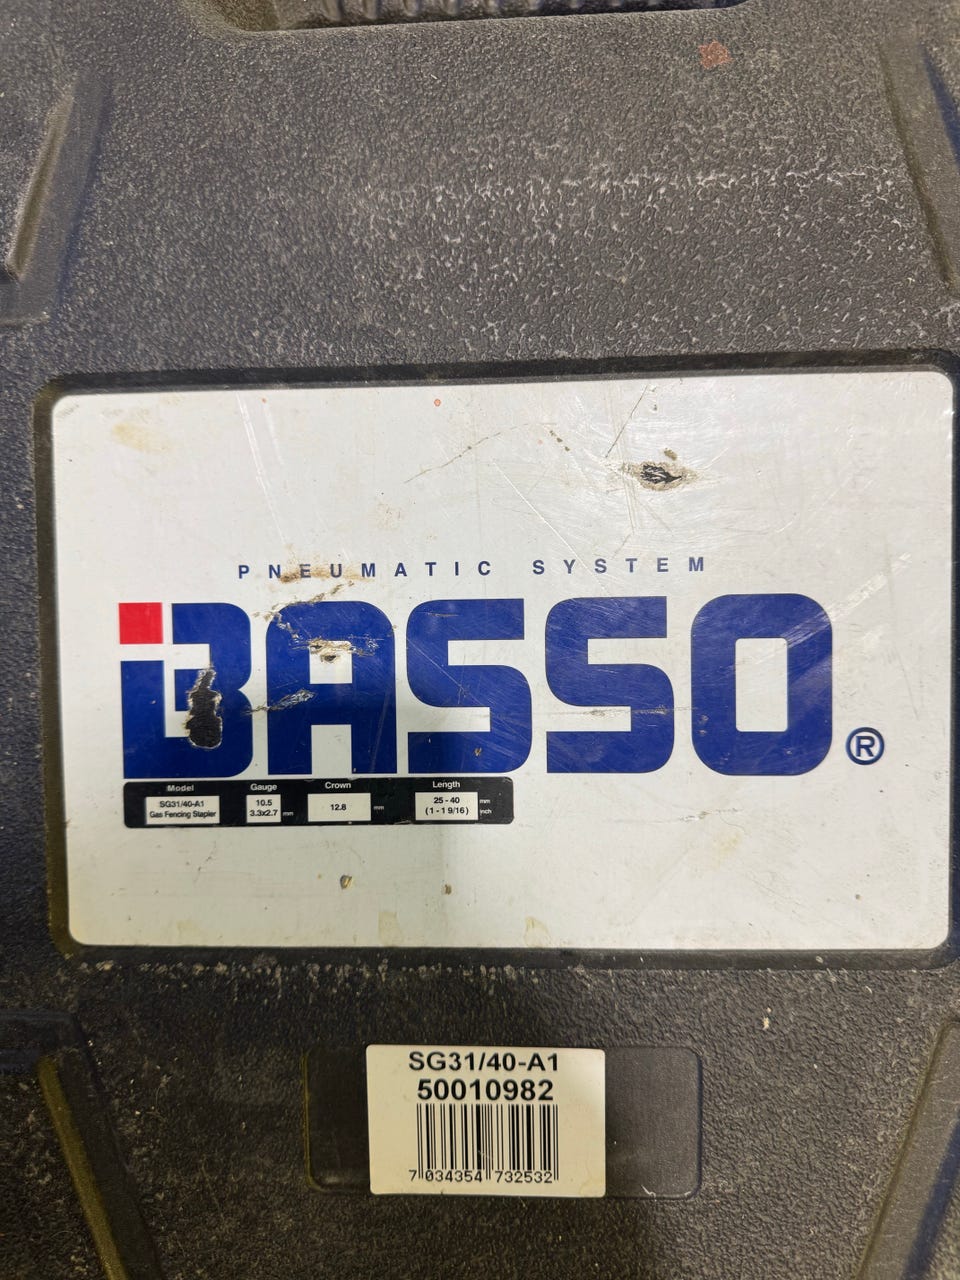 PNEUMATIC SYSTEM
BASSO®
Model Gauge Crown Length
SG31/40-A1 10.5 12.8 mm 25 - 40 mm
Gas Fencing Stapler 3.3x2.7 mm (1 - 1 9/16) inch
SG31/40-A1
50010982
7 034354 732532